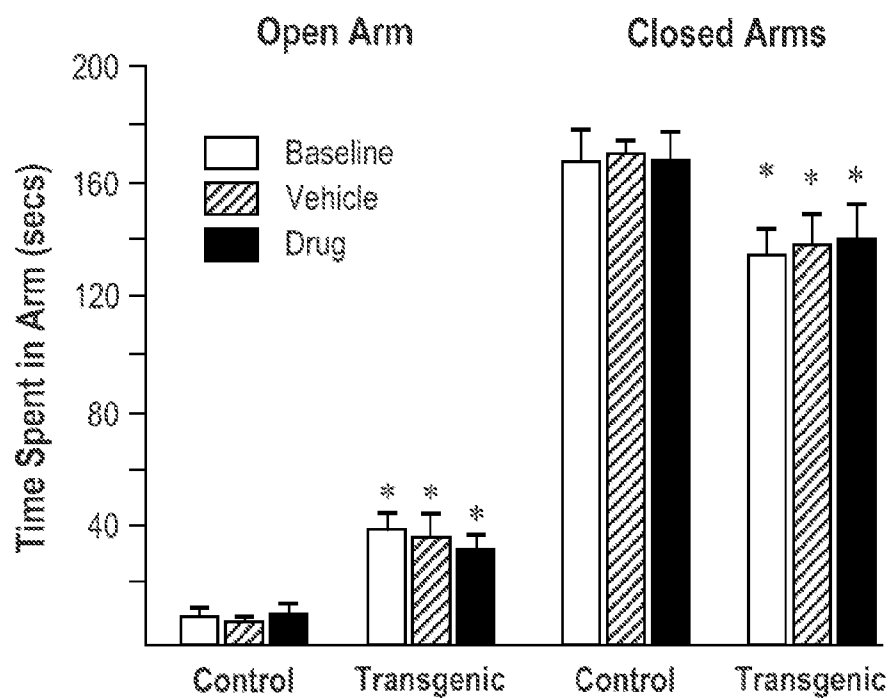 Open Arm
Closed Arms
200
160
120
80
40
Time Spent in Arm (secs)
Baseline
Vehicle
Drug
* * *
* * *
Control
Transgenic
Control
Transgenic